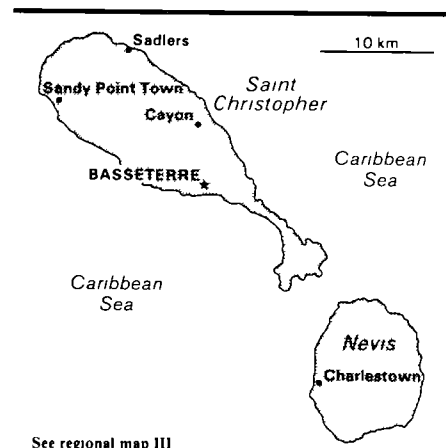 Sadlers
10 km
Sandy Point Town
Saint
Christopher
Cayon
Caribbean
Sea
BASSETERRE
Caribbean
Sea
Nevis
Charlestown
See regional map III